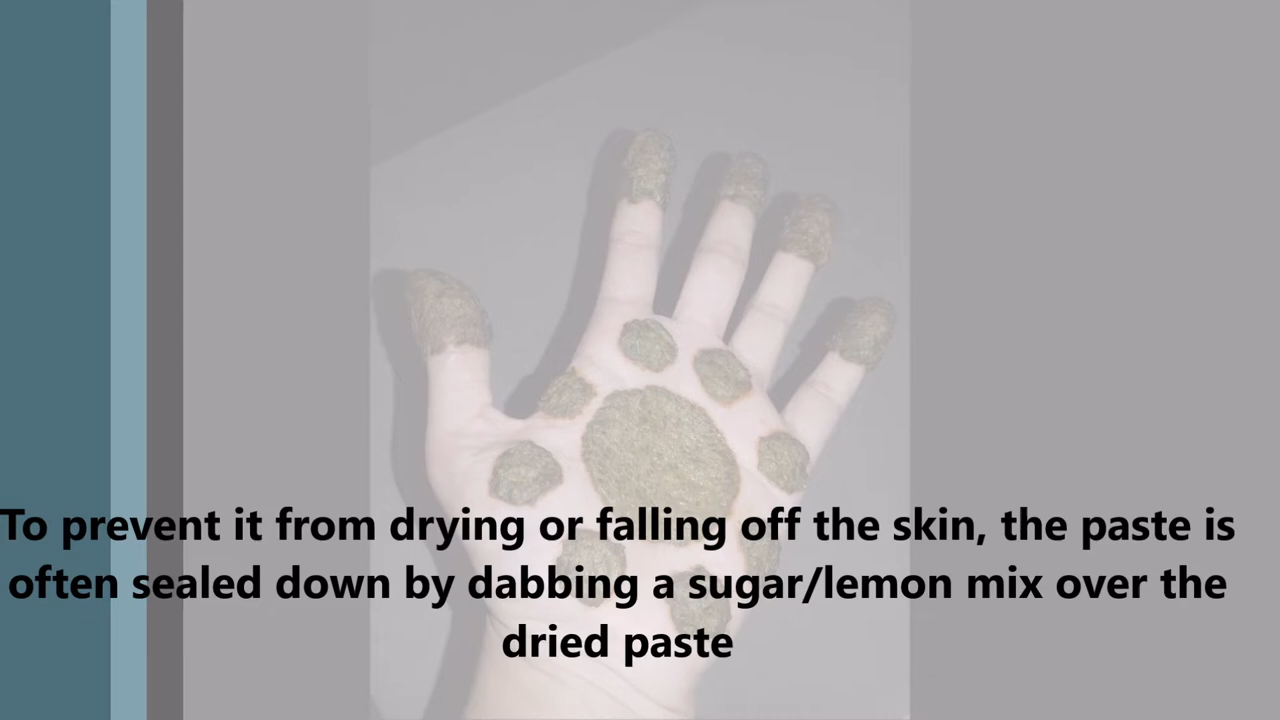 To prevent it from drying or falling off the skin, the paste is
often sealed down by dabbing a sugar/lemon mix over the
dried paste